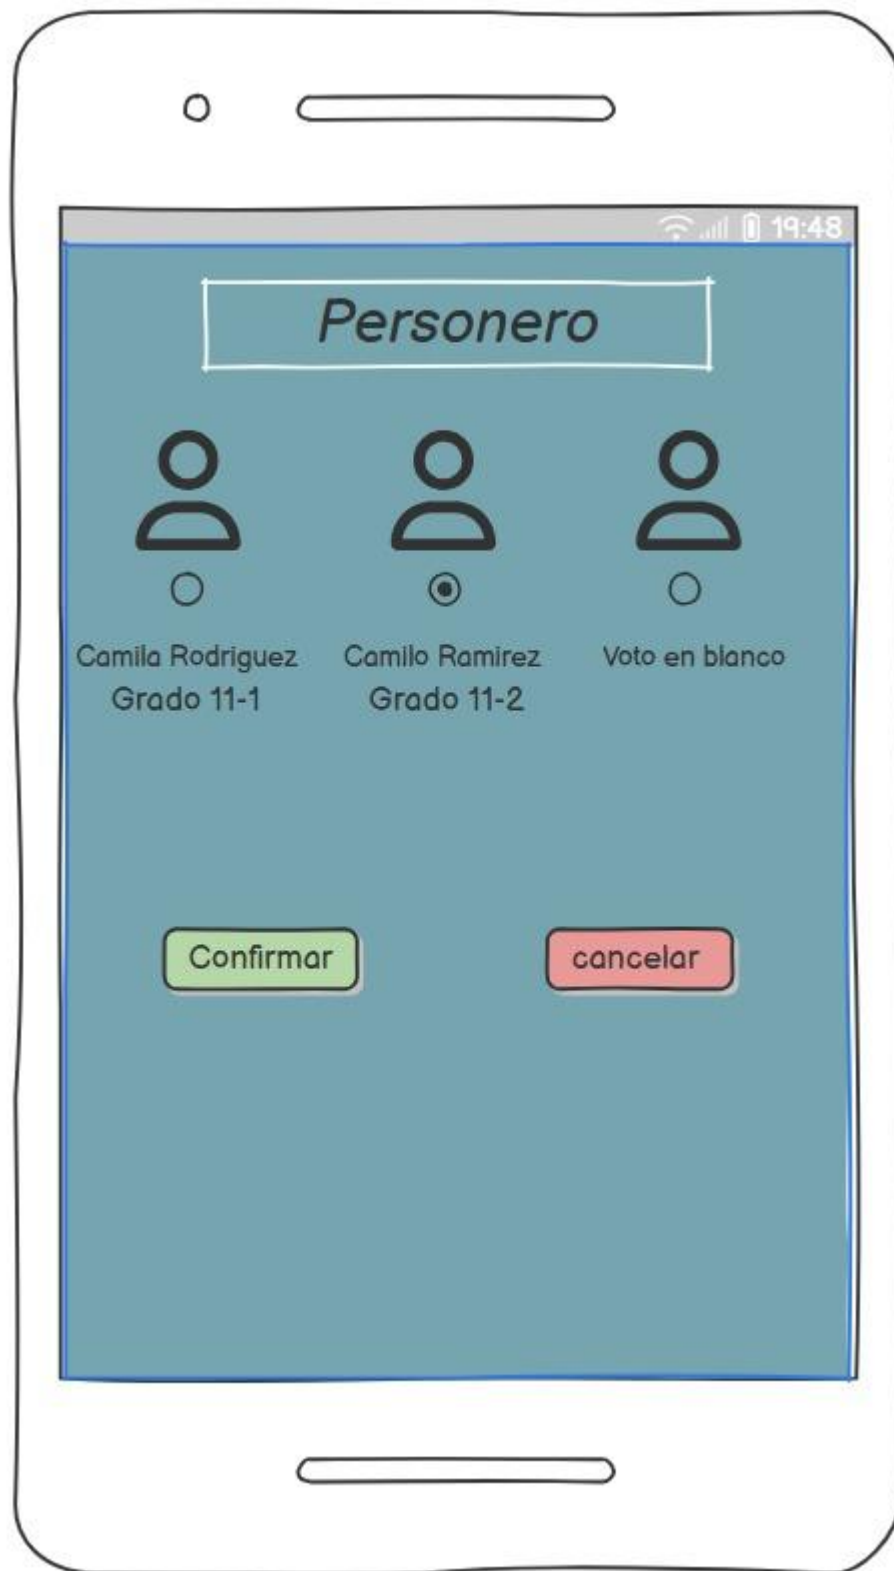 19:48
Personero
Camila Rodriguez Camilo Ramirez Voto en blanco
Grado 11-1 Grado 11-2
Confirmar cancelar